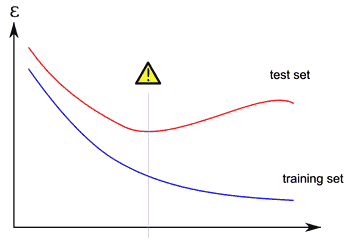 ε
!
test set
training set